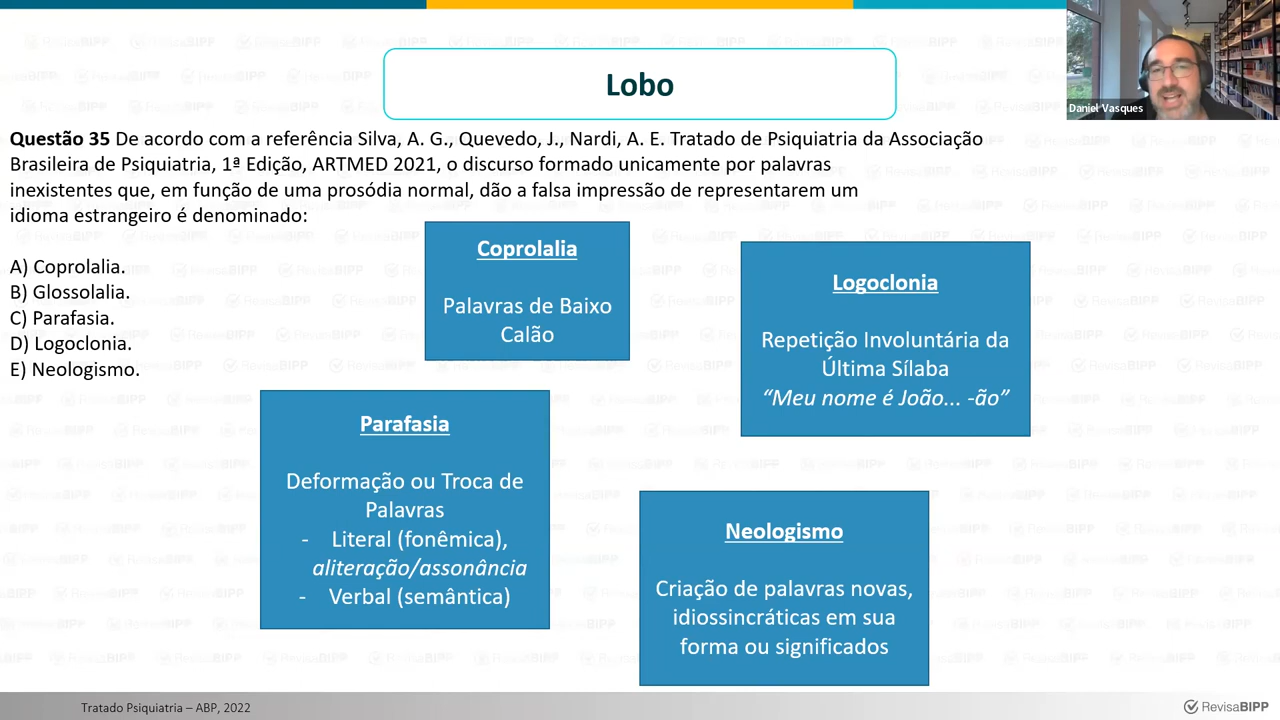 Lobo
Daniel Vasques
Questão 35 De acordo com a referência Silva, A. G., Quevedo, J., Nardi, A. E. Tratado de Psiquiatria da Associação
Brasileira de Psiquiatria, 1ª Edição, ARTMED 2021, o discurso formado unicamente por palavras
inexistentes que, em função de uma prosódia normal, dão a falsa impressão de representarem um
idioma estrangeiro é denominado:
A) Coprolalia.
B) Glossolalia.
C) Parafasia.
D) Logoclonia.
E) Neologismo.
Coprolalia
Palavras de Baixo
Calão
Logoclonia
Repetição Involuntária da
Última Sílaba
“Meu nome é João... -ão”
Parafasia
Deformação ou Troca de
Palavras
- Literal (fonêmica),
aliteração/assonância
- Verbal (semântica)
Neologismo
Criação de palavras novas,
idiossincráticas em sua
forma ou significados
Tratado Psiquiatria – ABP, 2022
RevisaBIPP